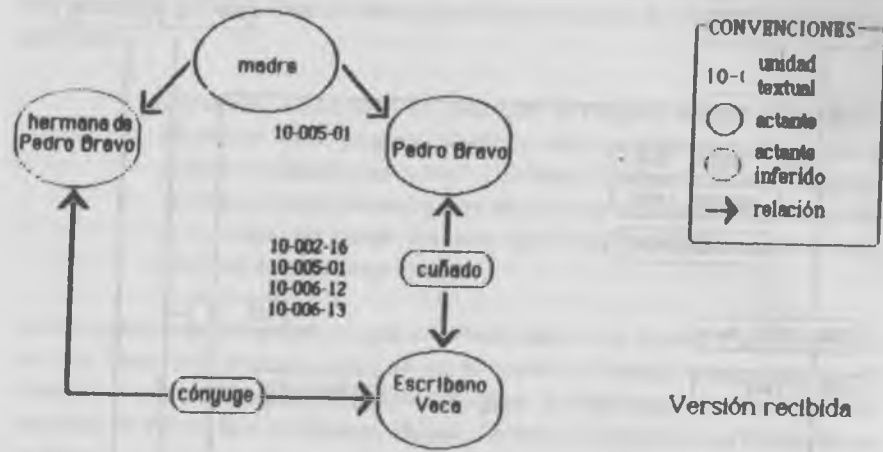 madre
hermana de
Pedro Bravo
10-005-01
Pedro Bravo
10-002-16
10-005-01
10-006-12
10-006-13
cuñado
cónyuge
Escribano
Vaca
CONVENCIONES
10-( unidad
textual
actante
actante
inferido
relación
Versión recibida